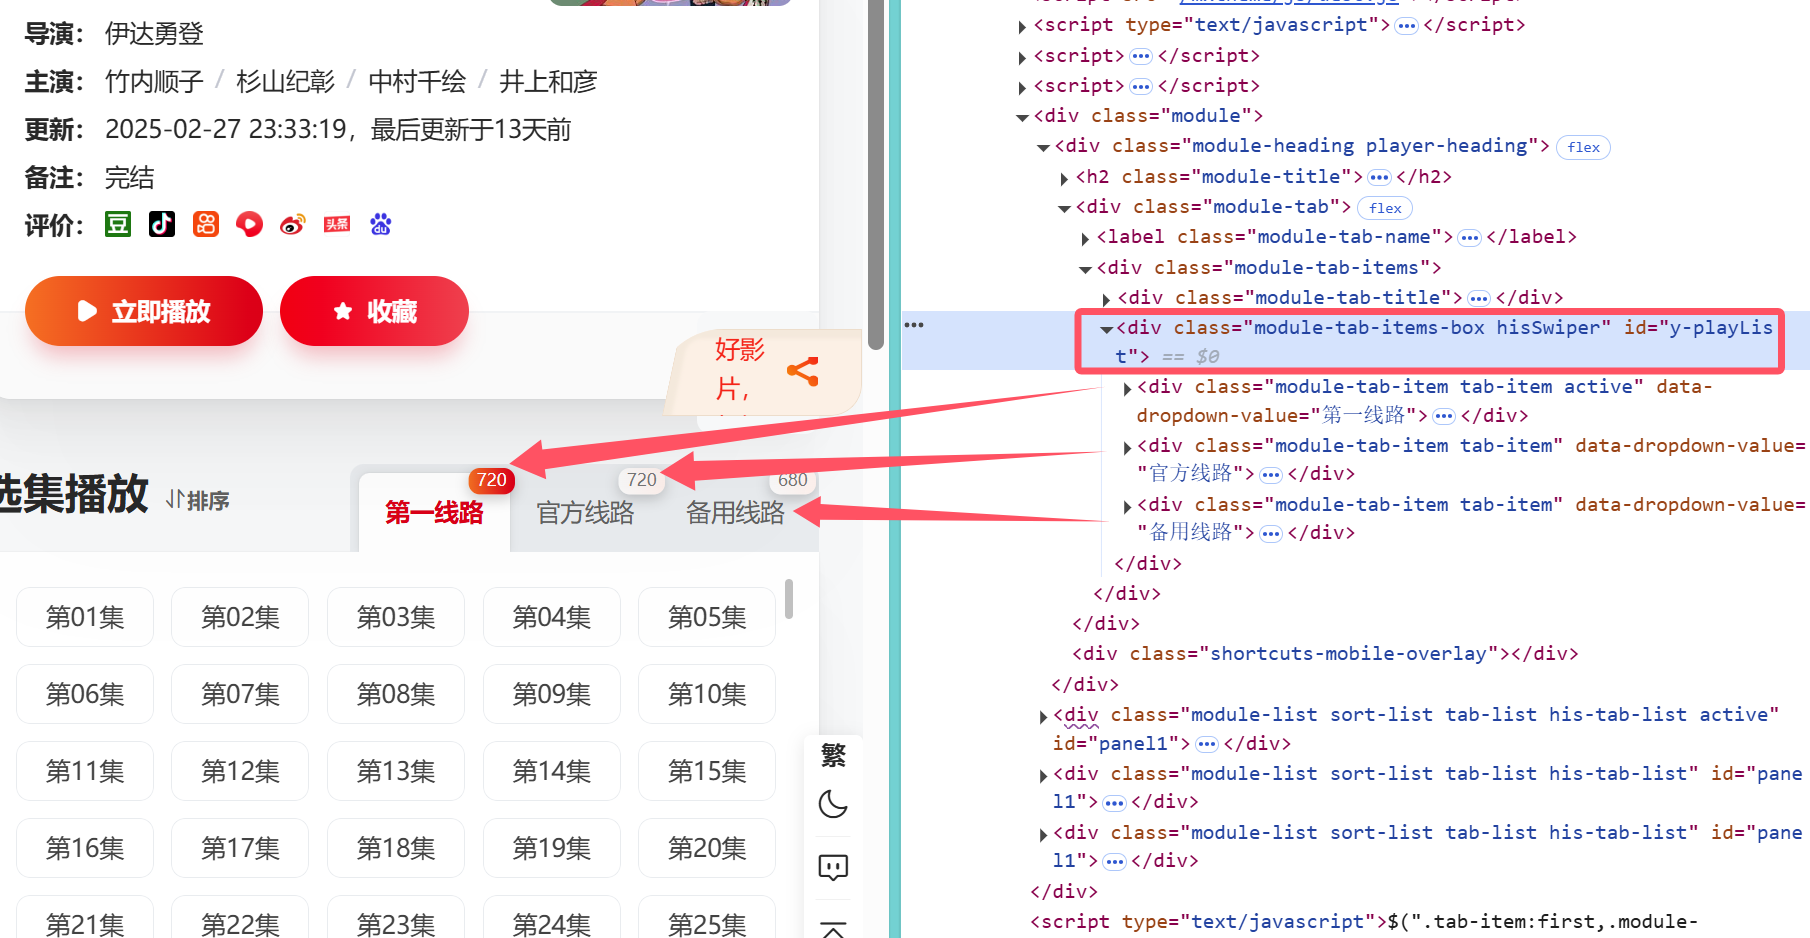 导演： 伊达勇登
主演： 竹内顺子 / 杉山纪彰 / 中村千绘 / 井上和彦
更新： 2025-02-27 23:33:19，最后更新于13天前
备注： 完结
评价： 豆 头条 du
立即播放
收藏
好影
片，
选集播放 排序
第一线路 720
官方线路 720
备用线路 680
第01集 第02集 第03集 第04集 第05集
第06集 第07集 第08集 第09集 第10集
第11集 第12集 第13集 第14集 第15集
第16集 第17集 第18集 第19集 第20集
第21集 第22集 第23集 第24集 第25集
繁
<script type="text/javascript">…</script>
<script>…</script>
<script>…</script>
<div class="module">
<div class="module-heading player-heading"> flex
<h2 class="module-title">…</h2>
<div class="module-tab"> flex
<label class="module-tab-name">…</label>
<div class="module-tab-items">
<div class="module-tab-title">…</div>
<div class="module-tab-items-box hisSwiper" id="y-playLis
t"> == $0
<div class="module-tab-item tab-item active" data-
dropdown-value="第一线路">…</div>
<div class="module-tab-item tab-item" data-dropdown-value=
"官方线路">…</div>
<div class="module-tab-item tab-item" data-dropdown-value=
"备用线路">…</div>
</div>
</div>
</div>
<div class="shortcuts-mobile-overlay"></div>
</div>
<div class="module-list sort-list tab-list his-tab-list active"
id="panel1">…</div>
<div class="module-list sort-list tab-list his-tab-list" id="pane
l1">…</div>
<div class="module-list sort-list tab-list his-tab-list" id="pane
l1">…</div>
</div>
<script type="text/javascript">$(".tab-item:first,.module-